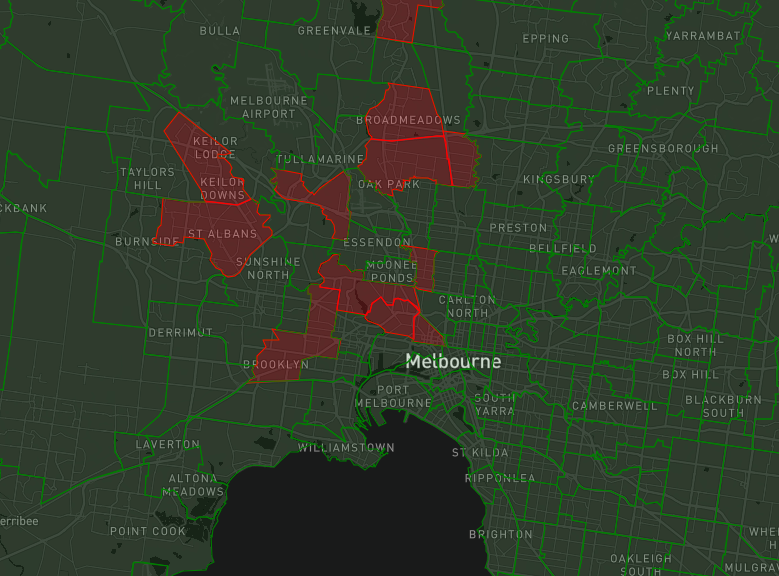 BULLA
GREENVALE
EPPING
YARRAMBAT
PLENTY
MELBOURNE
AIRPORT
BROADMEADOWS
KEILOR
LODGE
GREENSBOROUGH
TULLAMARINE
TAYLORS
HILL
KEILOR
DOWNS
OAK PARK
KINGSBURY
CKBANK
BURNSIDE
ST ALBANS
ESSENDON
PRESTON
BELLFIELD
W
SUNSHINE
NORTH
MOONEE
PONDS
EAGLEMONT
CARLTON
NORTH
DERRIMUT
BOX HILL
NORTH
BROOKLYN
Melbourne
BOX HILL
PORT
MELBOURNE
SOUTH
YARRA
CAMBERWELL
BLACKBURN
SOUTH
LAVERTON
WILLIAMSTOWN
ST KILDA
ALTONA
MEADOWS
RIPPONLEA
erribee
POINT COOK
BRIGHTON
WHEE
H
OAKLEIGH
SOUTH
MULGRAV